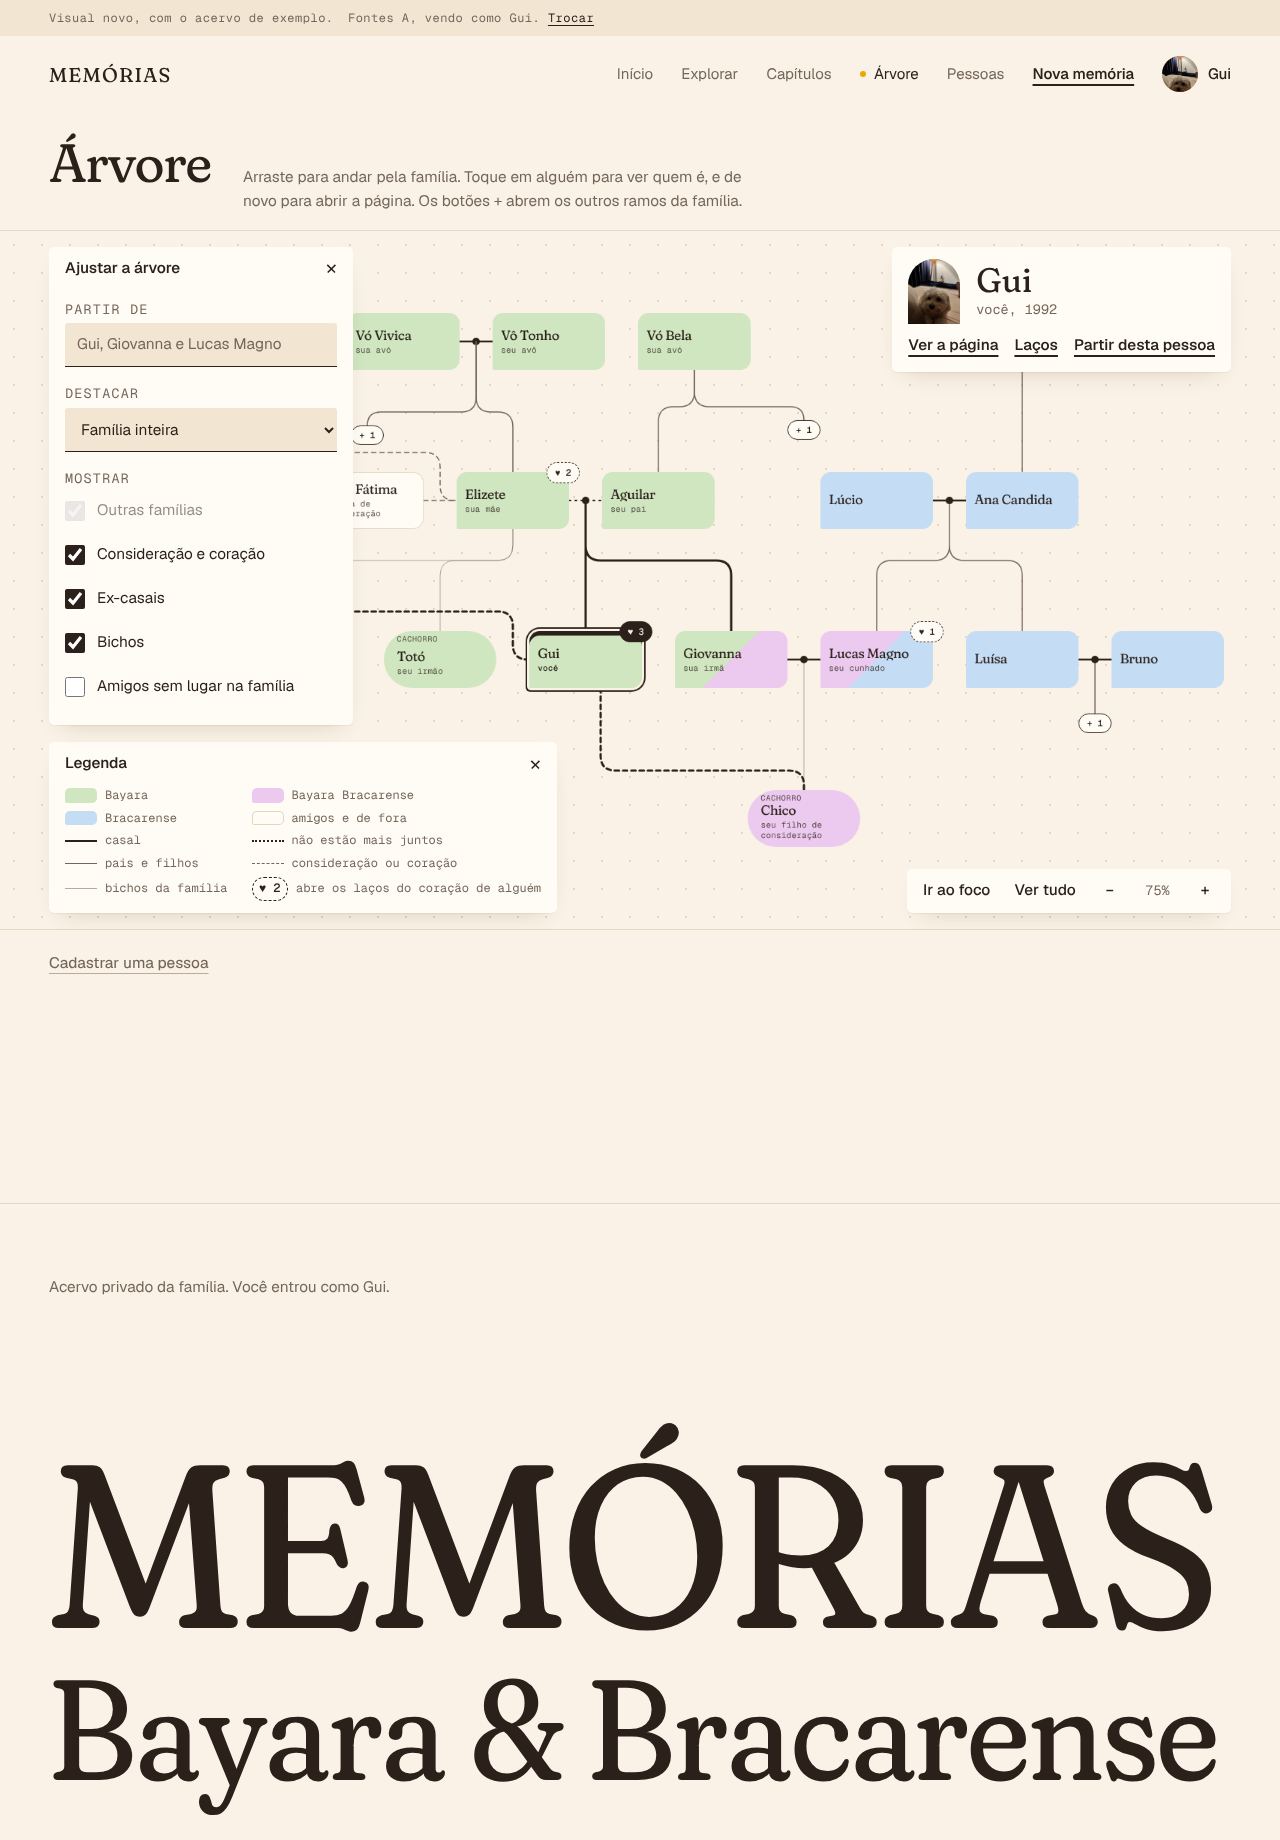 Visual novo, com o acervo de exemplo. Fontes A, vendo como Gui. Trocar
MEMÓRIAS
Início Explorar Capítulos Árvore Pessoas Nova memória Gui
Árvore
Arraste para andar pela família. Toque em alguém para ver quem é, e de
novo para abrir a página. Os botões + abrem os outros ramos da família.
Ajustar a árvore ×
PARTIR DE
Gui, Giovanna e Lucas Magno
DESTACAR
Família inteira
MOSTRAR
Outras famílias
Consideração e coração
Ex-casais
Bichos
Amigos sem lugar na família
Gui
você, 1992
Ver a página Laços Partir desta pessoa
Vó Vivica
sua avó
Vô Tonho
seu avô
Vó Bela
sua avó
+ 1
+ 1
Fátima
de
oração
Elizete
sua mãe
♥ 2
Aguilar
seu pai
Lúcio
Ana Candida
CACHORRO
Totó
seu irmão
Gui
você
♥ 3
Giovanna
sua irmã
Lucas Magno
seu cunhado
♥ 1
Luísa
Bruno
+ 1
CACHORRO
Chico
seu filho de
consideração
Legenda ×
Bayara
Bayara Bracarense
Bracarense
amigos e de fora
casal
não estão mais juntos
pais e filhos
consideração ou coração
bichos da família
♥ 2 abre os laços do coração de alguém
Ir ao foco Ver tudo − 75% +
Cadastrar uma pessoa
Acervo privado da família. Você entrou como Gui.
MEMÓRIAS
Bayara & Bracarense